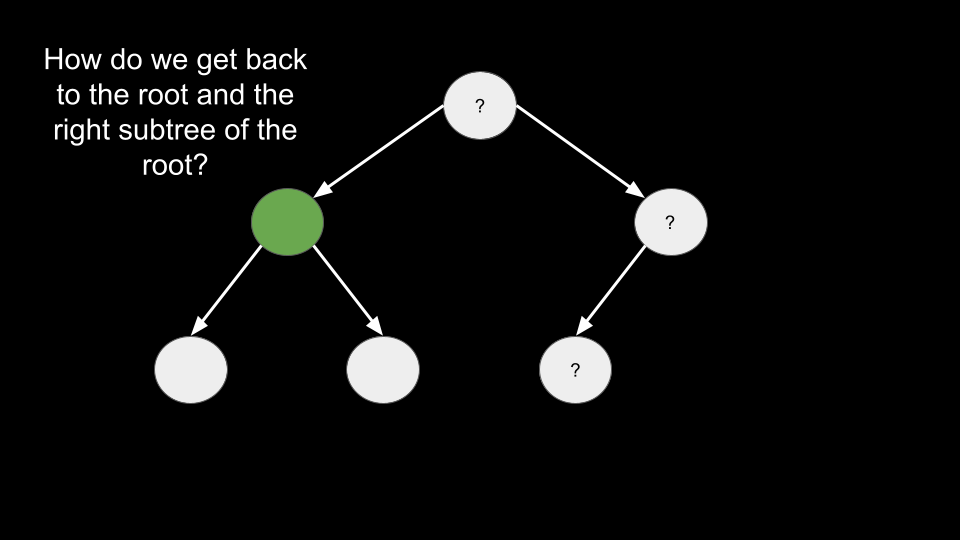 How do we get back
to the root and the
right subtree of the
root?
?
?
?